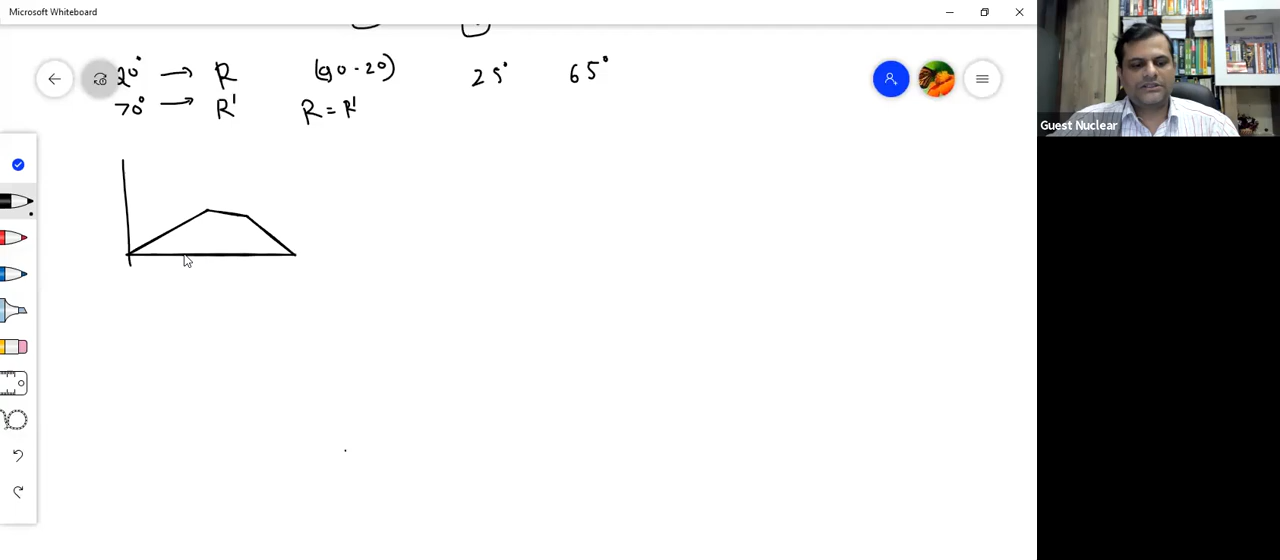 Microsoft Whiteboard
20° → R (90-20) 25° 65°
70° → R' R = R'
Guest Nuclear